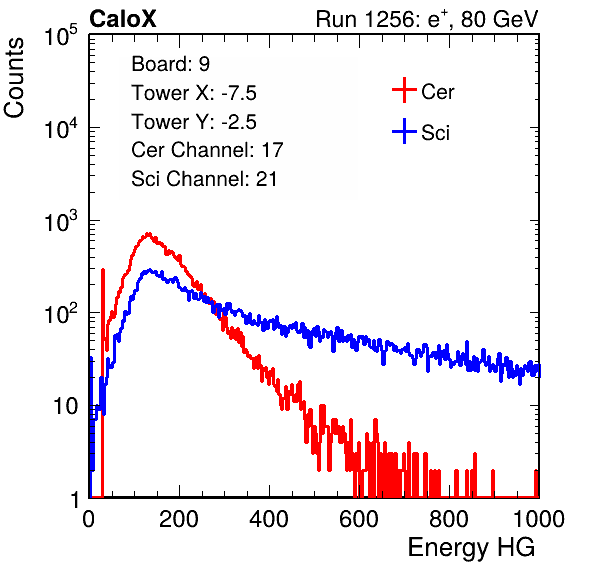 CaloX Run 1256: e⁺, 80 GeV
Counts
Board: 9
Tower X: -7.5
Tower Y: -2.5
Cer Channel: 17
Sci Channel: 21
Cer
Sci
10⁵
10⁴
10³
10²
10
1
0 200 400 600 800 1000
Energy HG